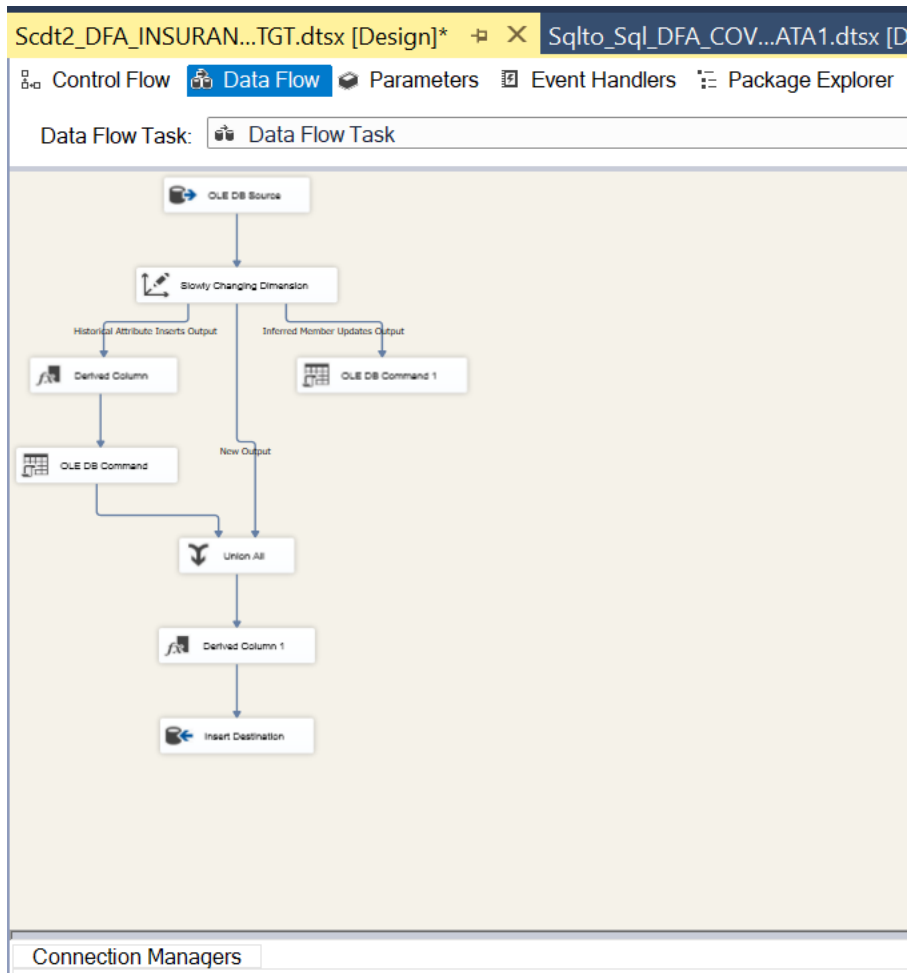 Scdt2_DFA_INSURAN...TGT.dtsx [Design]* Sqlto_Sql_DFA_COV...ATA1.dtsx [D
Control Flow Data Flow Parameters Event Handlers Package Explorer
Data Flow Task: Data Flow Task
OLE DB Source
Slowly Changing Dimension
Historical Attribute Inserts Output Inferred Member Updates Output
Derived Column OLE DB Command 1
New Output
OLE DB Command
Union All
Derived Column 1
Insert Destination
Connection Managers